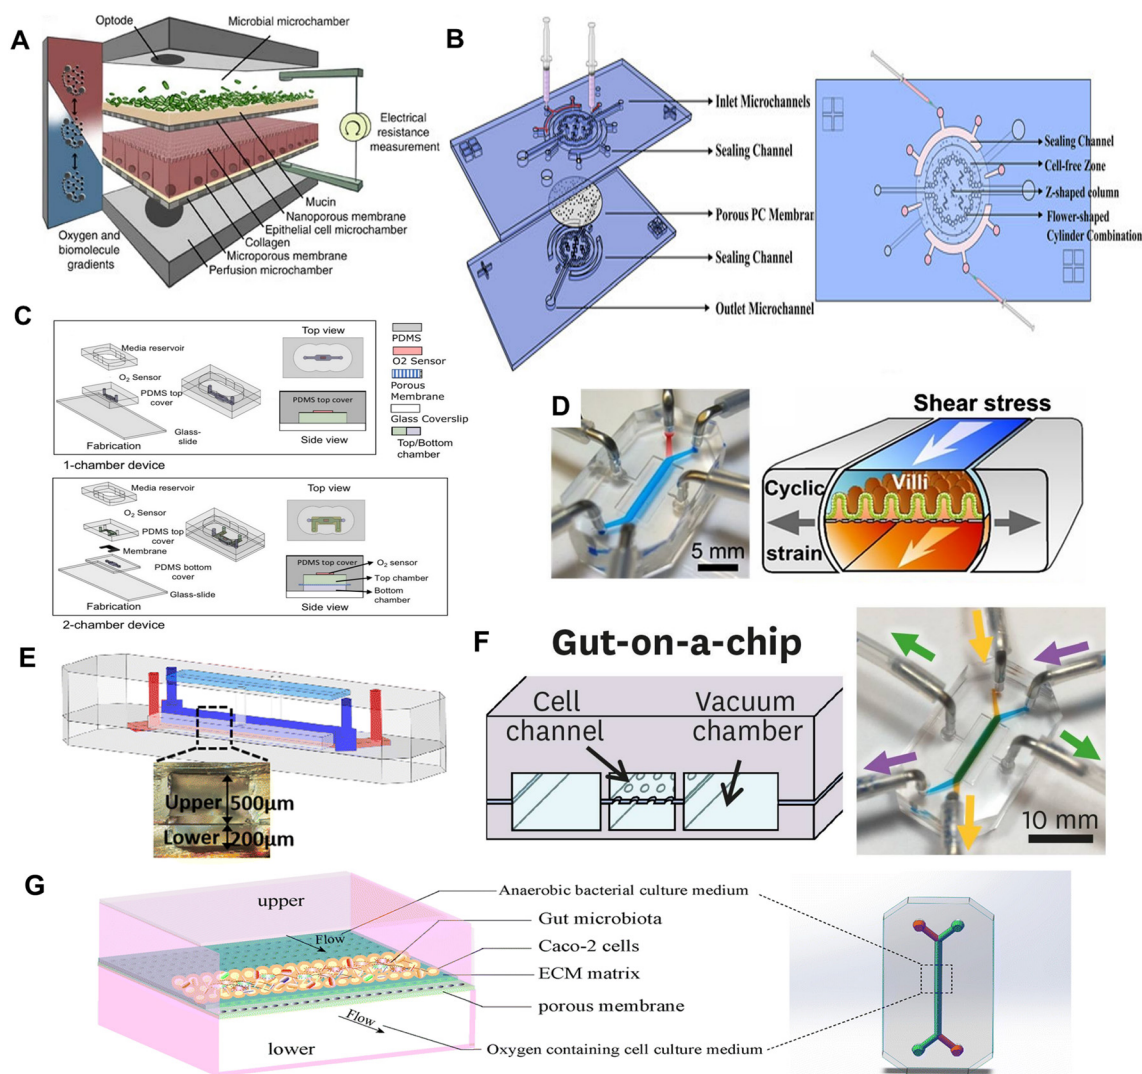 A
Optode
Microbial microchamber
Electrical
resistance
measurement
Mucin
Nanoporous membrane
Epithelial cell microchamber
Collagen
Microporous membrane
Perfusion microchamber
Oxygen and
biomolecule
gradients
B
Inlet Microchannels
Sealing Channel
Porous PC Membran
Sealing Channel
Outlet Microchannel
Sealing Channel
Cell-free Zone
Z-shaped column
Flower-shaped
Cylinder Combination
C
Media reservoir
O2 Sensor
PDMS top
cover
Glass-
slide
Fabrication
Top view
PDMS top cover
Side view
1-chamber device
PDMS
O2 Sensor
Porous
Membrane
Glass Coverslip
Top/Bottom
chamber
Media reservoir
O2 Sensor
PDMS top
cover
Membrane
PDMS bottom
cover
Glass-slide
Fabrication
Top view
PDMS top cover
O2 sensor
Top chamber
Bottom
chamber
Side view
2-chamber device
D
5 mm
Shear stress
Villi
Cyclic
strain
E
Upper
500μm
Lower
200μm
F
Gut-on-a-chip
Cell
channel
Vacuum
chamber
10 mm
G
upper
Flow
Anaerobic bacterial culture medium
Gut microbiota
Caco-2 cells
ECM matrix
porous membrane
Flow
lower
Oxygen containing cell culture medium